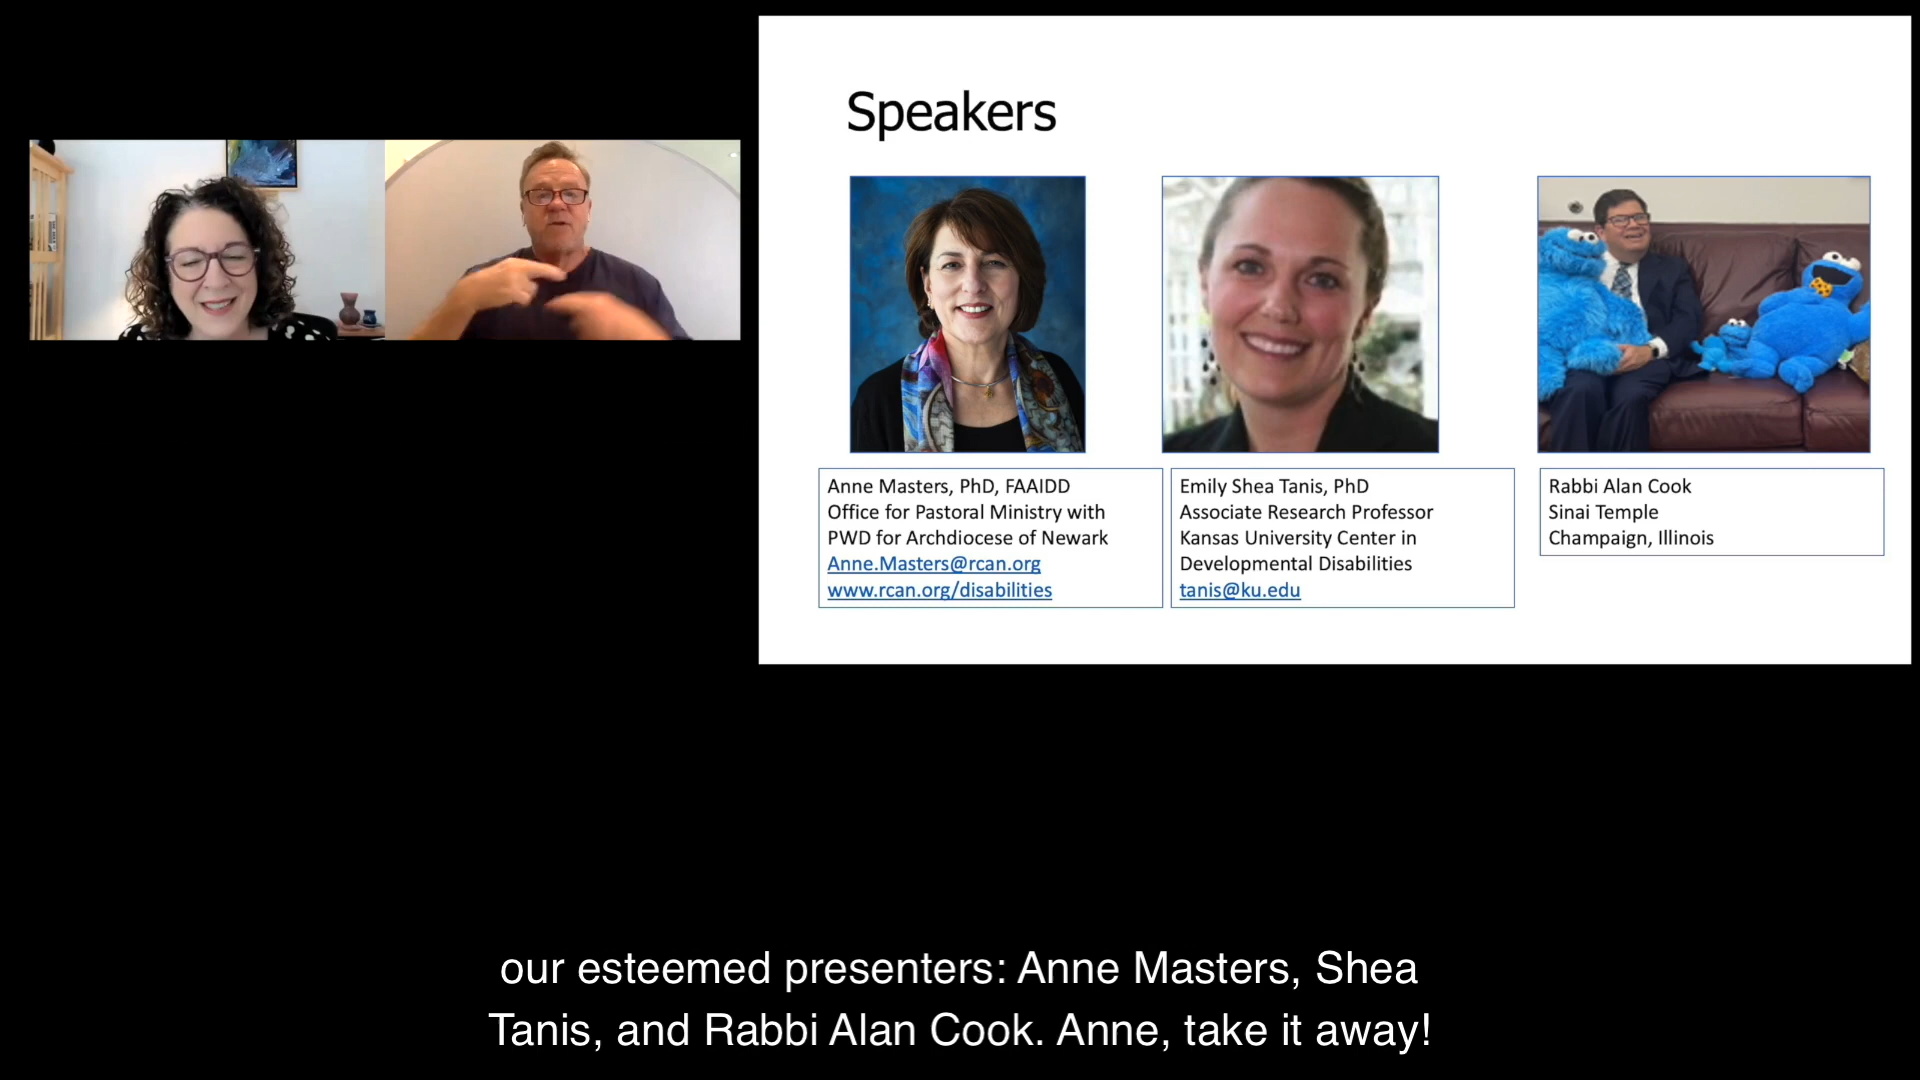 Speakers
Anne Masters, PhD, FAAIDD
Office for Pastoral Ministry with
PWD for Archdiocese of Newark
Anne.Masters@rcan.org
www.rcan.org/disabilities
Emily Shea Tanis, PhD
Associate Research Professor
Kansas University Center in
Developmental Disabilities
tanis@ku.edu
Rabbi Alan Cook
Sinai Temple
Champaign, Illinois
our esteemed presenters: Anne Masters, Shea
Tanis, and Rabbi Alan Cook. Anne, take it away!